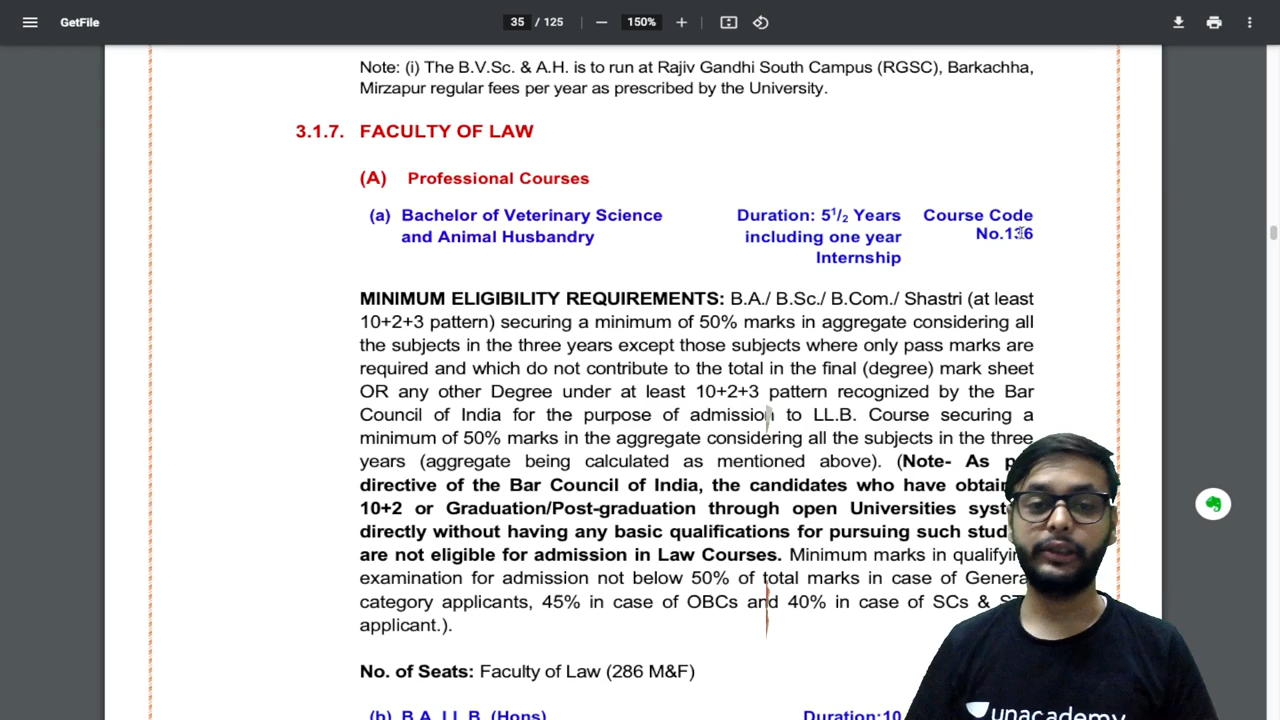 GetFile
35 / 125
150%
Note: (i) The B.V.Sc. & A.H. is to run at Rajiv Gandhi South Campus (RGSC), Barkachha,
Mirzapur regular fees per year as prescribed by the University.
3.1.7. FACULTY OF LAW
(A) Professional Courses
(a) Bachelor of Veterinary Science Duration: 5 1/2 Years Course Code
and Animal Husbandry including one year No.136
Internship
MINIMUM ELIGIBILITY REQUIREMENTS: B.A./ B.Sc./ B.Com./ Shastri (at least
10+2+3 pattern) securing a minimum of 50% marks in aggregate considering all
the subjects in the three years except those subjects where only pass marks are
required and which do not contribute to the total in the final (degree) mark sheet
OR any other Degree under at least 10+2+3 pattern recognized by the Bar
Council of India for the purpose of admission to LL.B. Course securing a
minimum of 50% marks in the aggregate considering all the subjects in the three
years (aggregate being calculated as mentioned above). (Note- As
directive of the Bar Council of India, the candidates who have
10+2 or Graduation/Post-graduation through open Universities
directly without having any basic qualifications for pursuing such
are not eligible for admission in Law Courses. Minimum marks in
examination for admission not below 50% of total marks in case of
category applicants, 45% in case of OBCs and 40% in case of SCs &
applicant.).
No. of Seats: Faculty of Law (286 M&F)
(b) B.A. LL.B. (Hons) Duration:10
unacademy